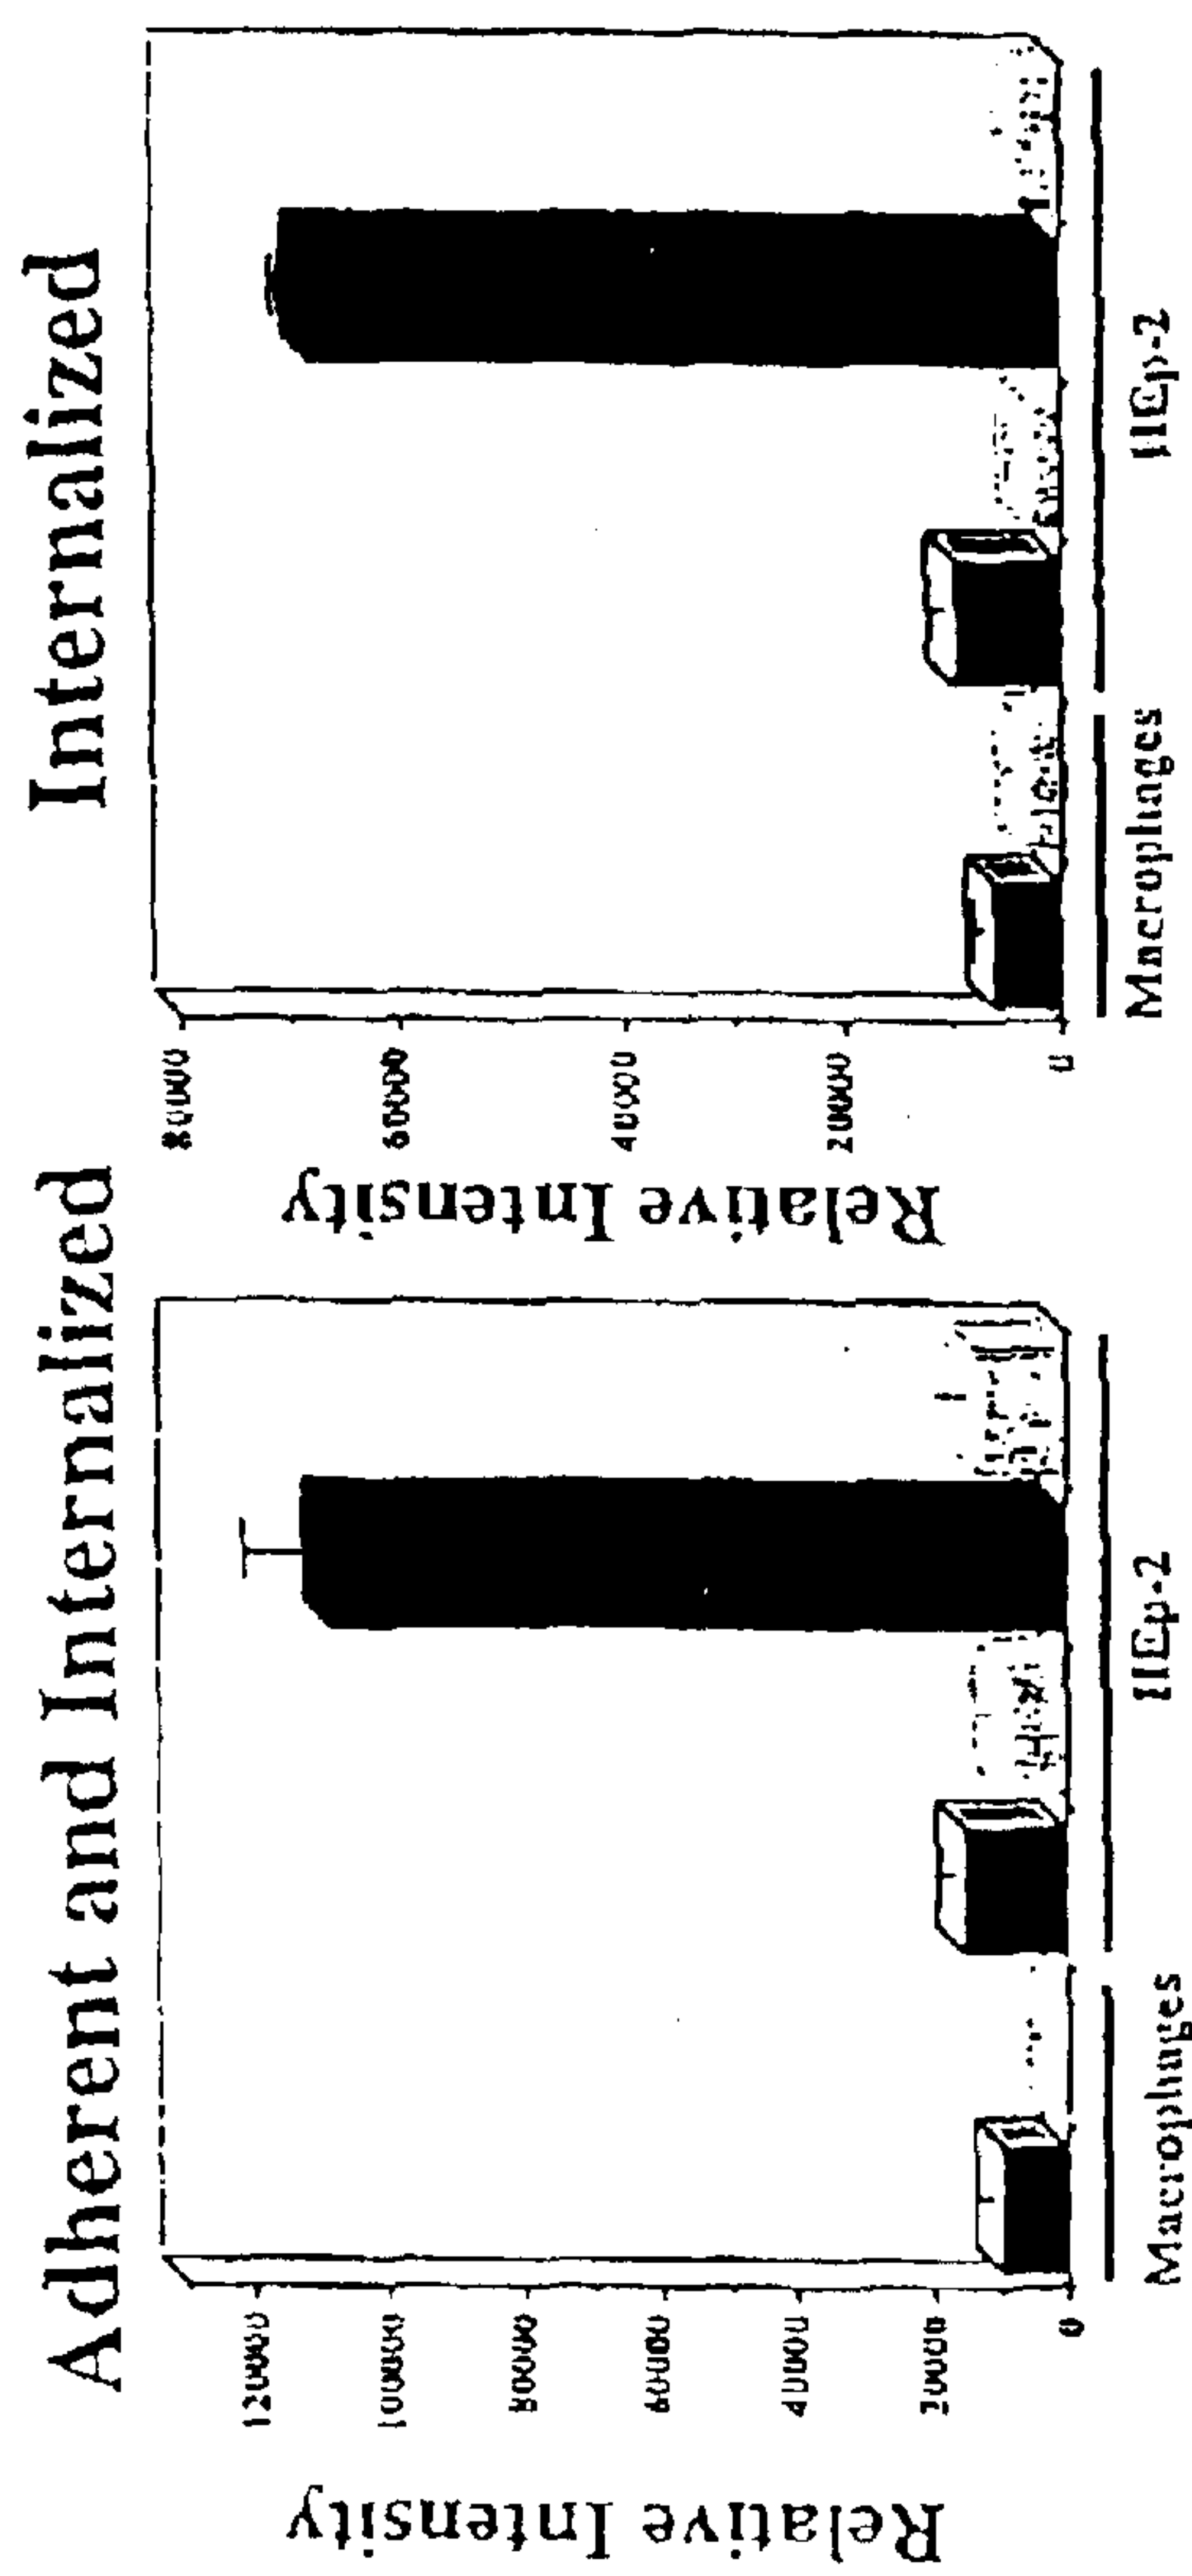 Adherent and Internalized
Relative Intensity
120000
100000
80000
60000
40000
20000
0
Macrophages
HEp-2
Internalized
Relative Intensity
80000
60000
40000
20000
0
Macrophages
HEp-2